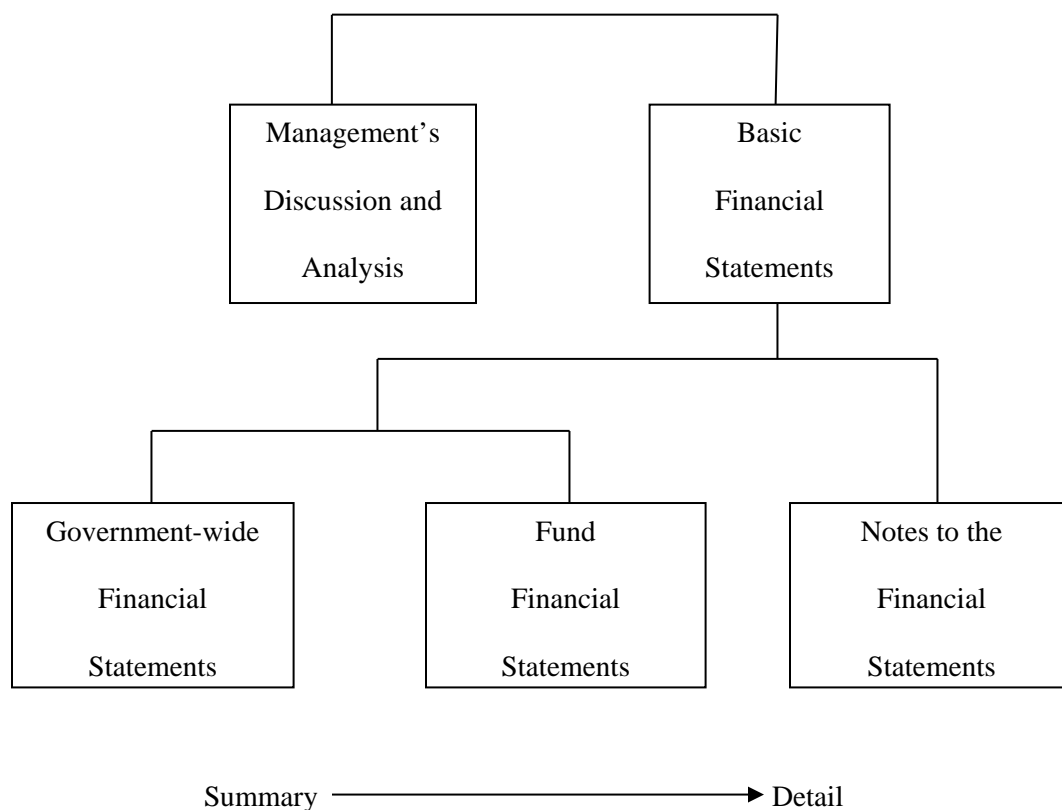 Management’s
Discussion and
Analysis
Basic
Financial
Statements
Government-wide
Financial
Statements
Fund
Financial
Statements
Notes to the
Financial
Statements
Summary
Detail